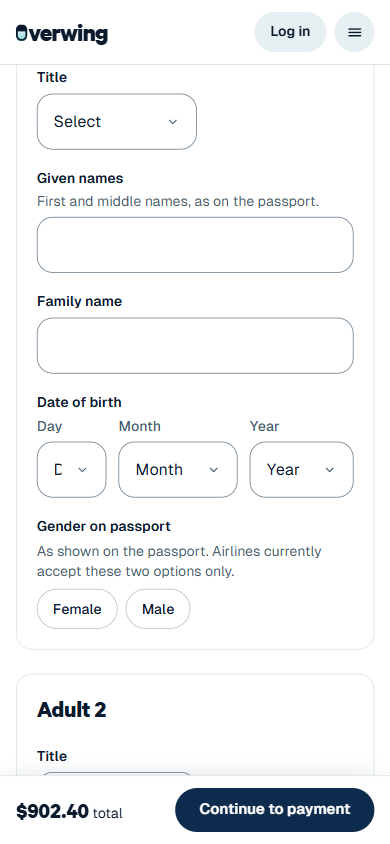 Overwing
Log in
Title
Select
Given names
First and middle names, as on the passport.
Family name
Date of birth
Day Month Year
D Month Year
Gender on passport
As shown on the passport. Airlines currently
accept these two options only.
Female Male
Adult 2
Title
$902.40 total
Continue to payment